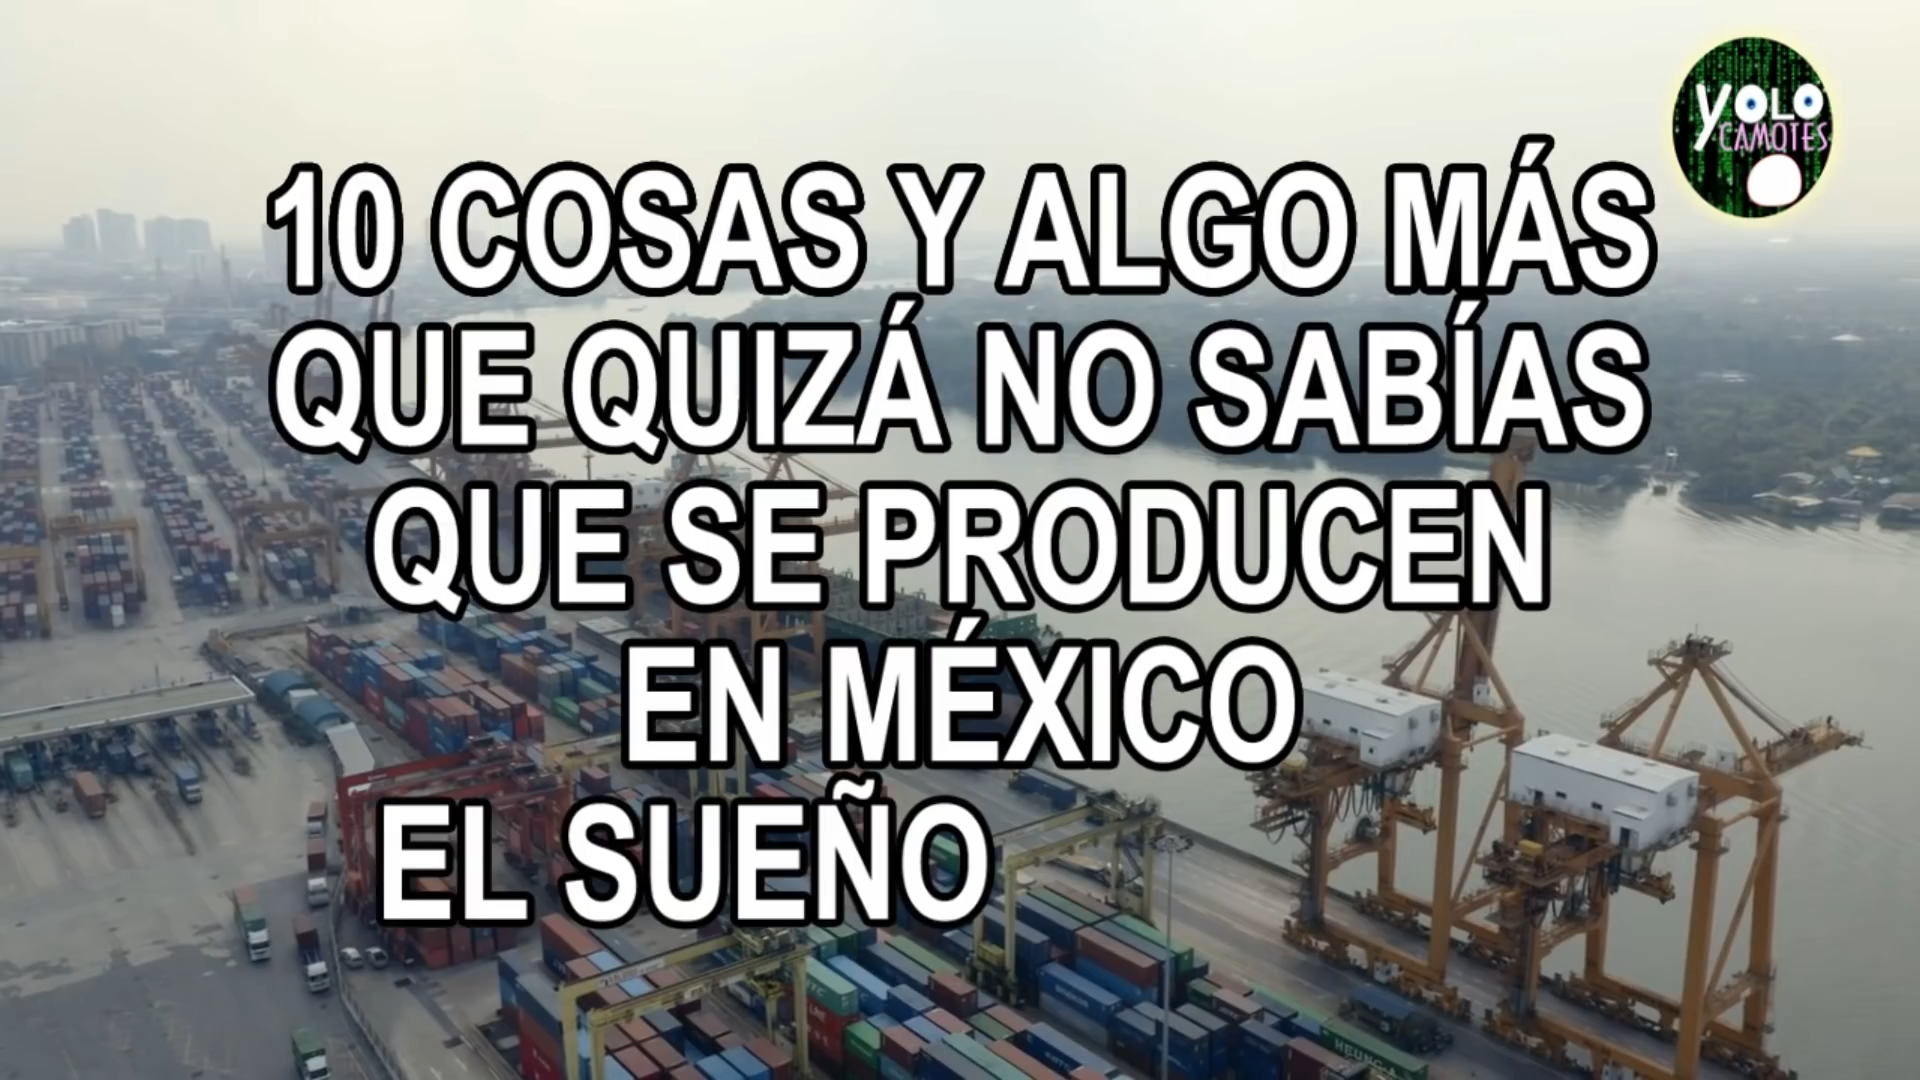 YOLO
CAMOTES
10 COSAS Y ALGO MÁS
QUE QUIZÁ NO SABÍAS
QUE SE PRODUCEN
EN MÉXICO
EL SUEÑO